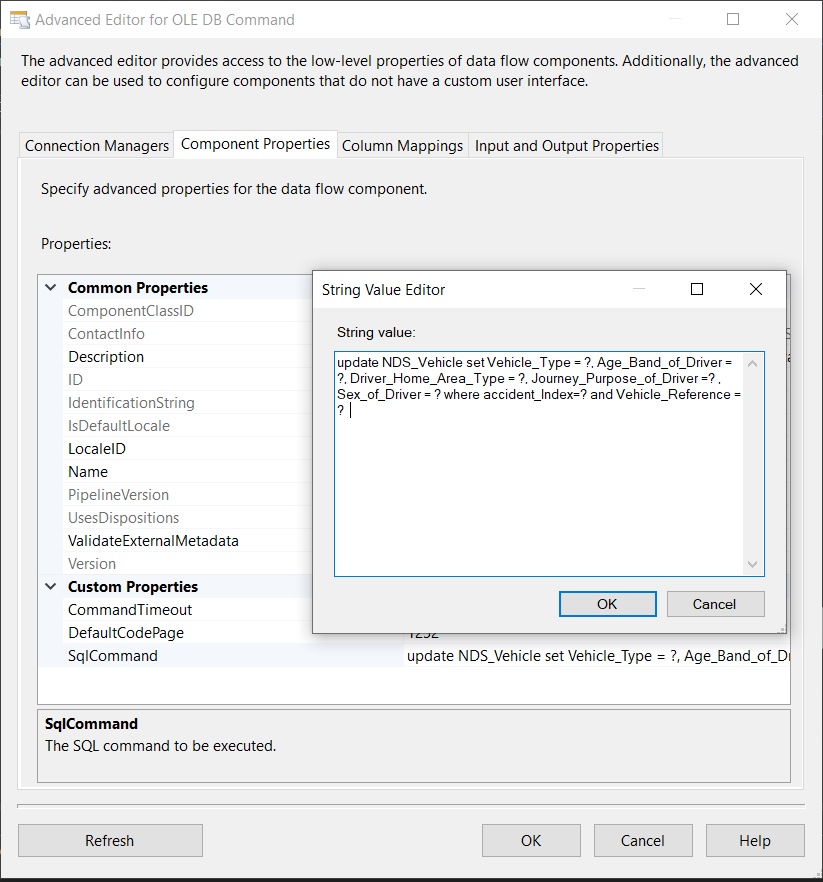 Advanced Editor for OLE DB Command
The advanced editor provides access to the low-level properties of data flow components. Additionally, the advanced
editor can be used to configure components that do not have a custom user interface.
Connection Managers Component Properties Column Mappings Input and Output Properties
Specify advanced properties for the data flow component.
Properties:
Common Properties
ComponentClassID
ContactInfo
Description
ID
IdentificationString
IsDefaultLocale
LocaleID
Name
PipelineVersion
UsesDispositions
ValidateExternalMetadata
Version
Custom Properties
CommandTimeout
DefaultCodePage 1252
SqlCommand update NDS_Vehicle set Vehicle_Type = ?, Age_Band_of_Dr
String Value Editor
String value:
update NDS_Vehicle set Vehicle_Type = ?, Age_Band_of_Driver =
?, Driver_Home_Area_Type = ?, Journey_Purpose_of_Driver =? ,
Sex_of_Driver = ? where accident_Index=? and Vehicle_Reference =
?
OK Cancel
SqlCommand
The SQL command to be executed.
Refresh OK Cancel Help